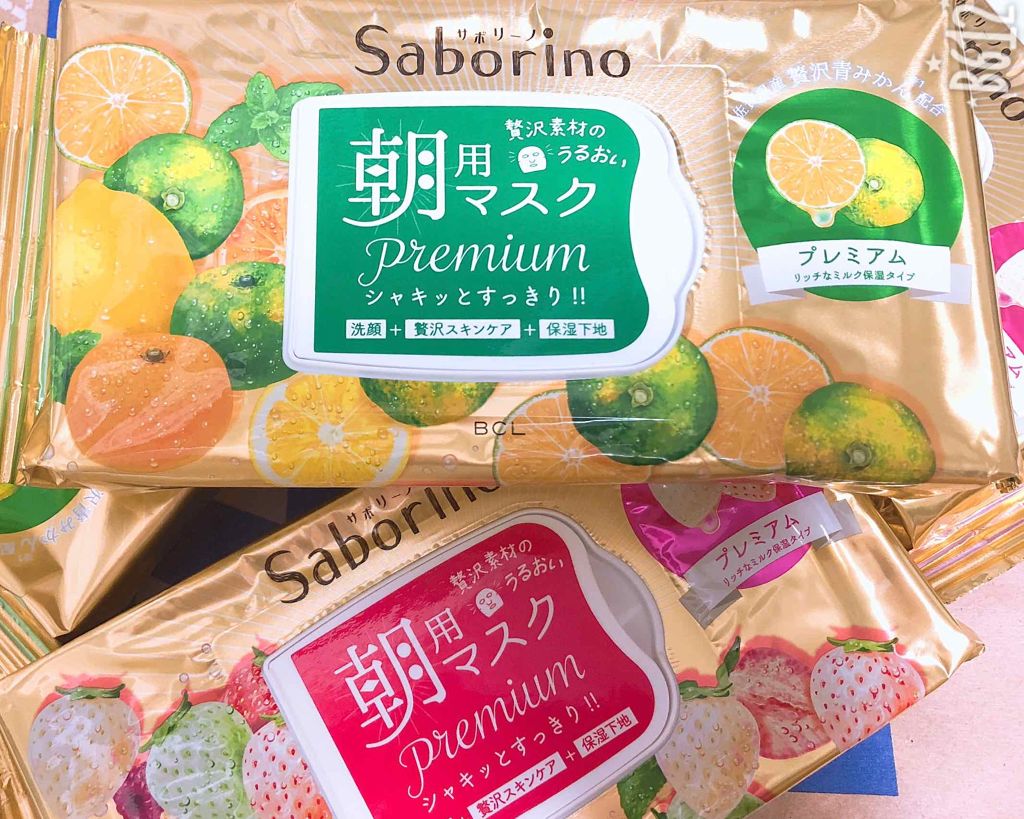 サボリーノ
Saborino
贅沢青みかん*1配合
朝用マスク
贅沢素材の
うるおい
Premium
シャキッとすっきり!!
洗顔 + 贅沢スキンケア + 保湿下地
プレミアム
リッチなミルク保湿タイプ
BCL
B612
サボリーノ
Saborino
朝用マスク
贅沢素材の
うるおい
Premium
シャキッとすっきり!!
贅沢スキンケア + 保湿下地
プレミアム
リッチなミルク保湿タイプ